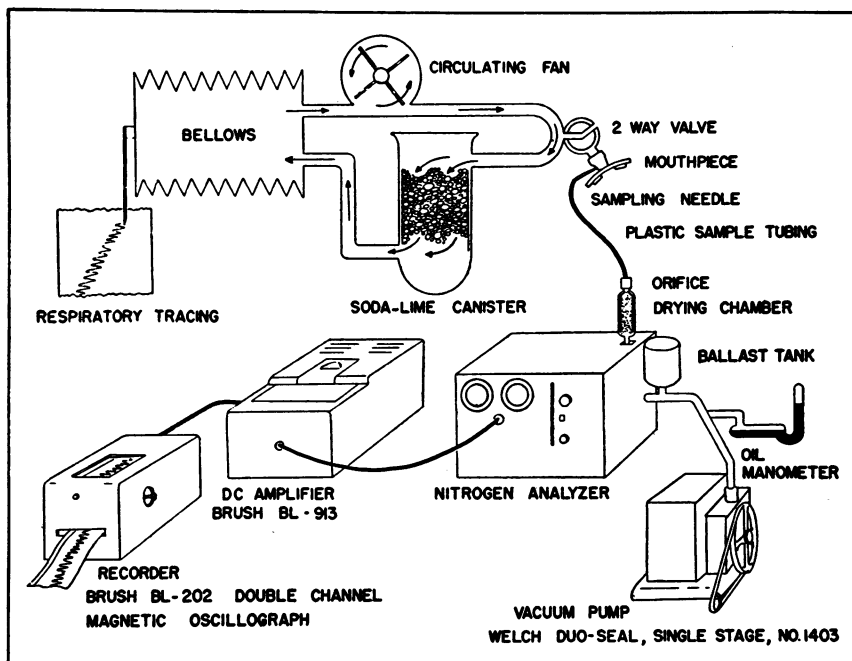 CIRCULATING FAN
BELLOWS
2 WAY VALVE
MOUTHPIECE
SAMPLING NEEDLE
PLASTIC SAMPLE TUBING
RESPIRATORY TRACING
SODA-LIME CANISTER
ORIFICE
DRYING CHAMBER
BALLAST TANK
OIL
MANOMETER
DC AMPLIFIER
BRUSH BL-913
NITROGEN ANALYZER
RECORDER
BRUSH BL-202 DOUBLE CHANNEL
MAGNETIC OSCILLOGRAPH
VACUUM PUMP
WELCH DUO-SEAL, SINGLE STAGE, NO.1403